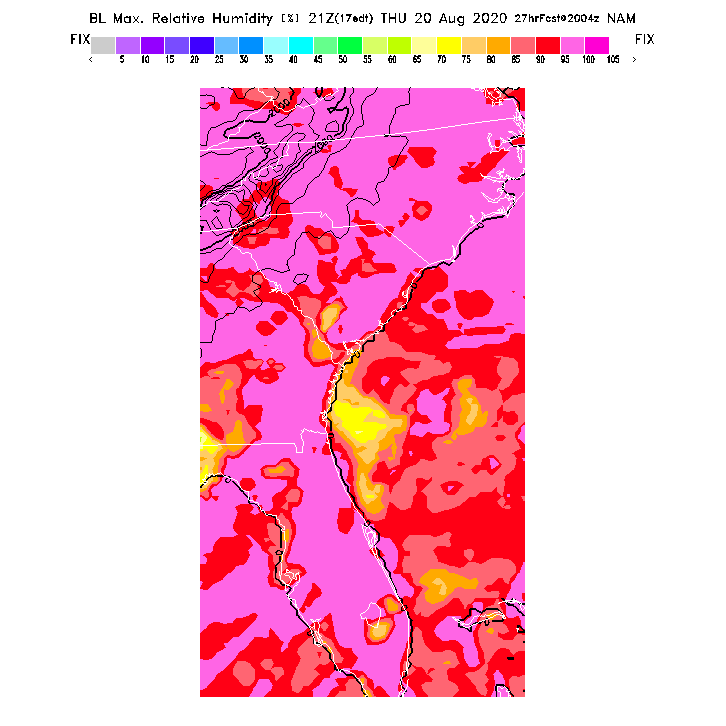 BL Max. Relative Humidity [%] 21Z(17edt) THU 20 Aug 2020 27hrFcst@2004z NAM
FIX FIX
< 5 10 15 20 25 30 35 40 45 50 55 60 65 70 75 80 85 90 95 100 105 >